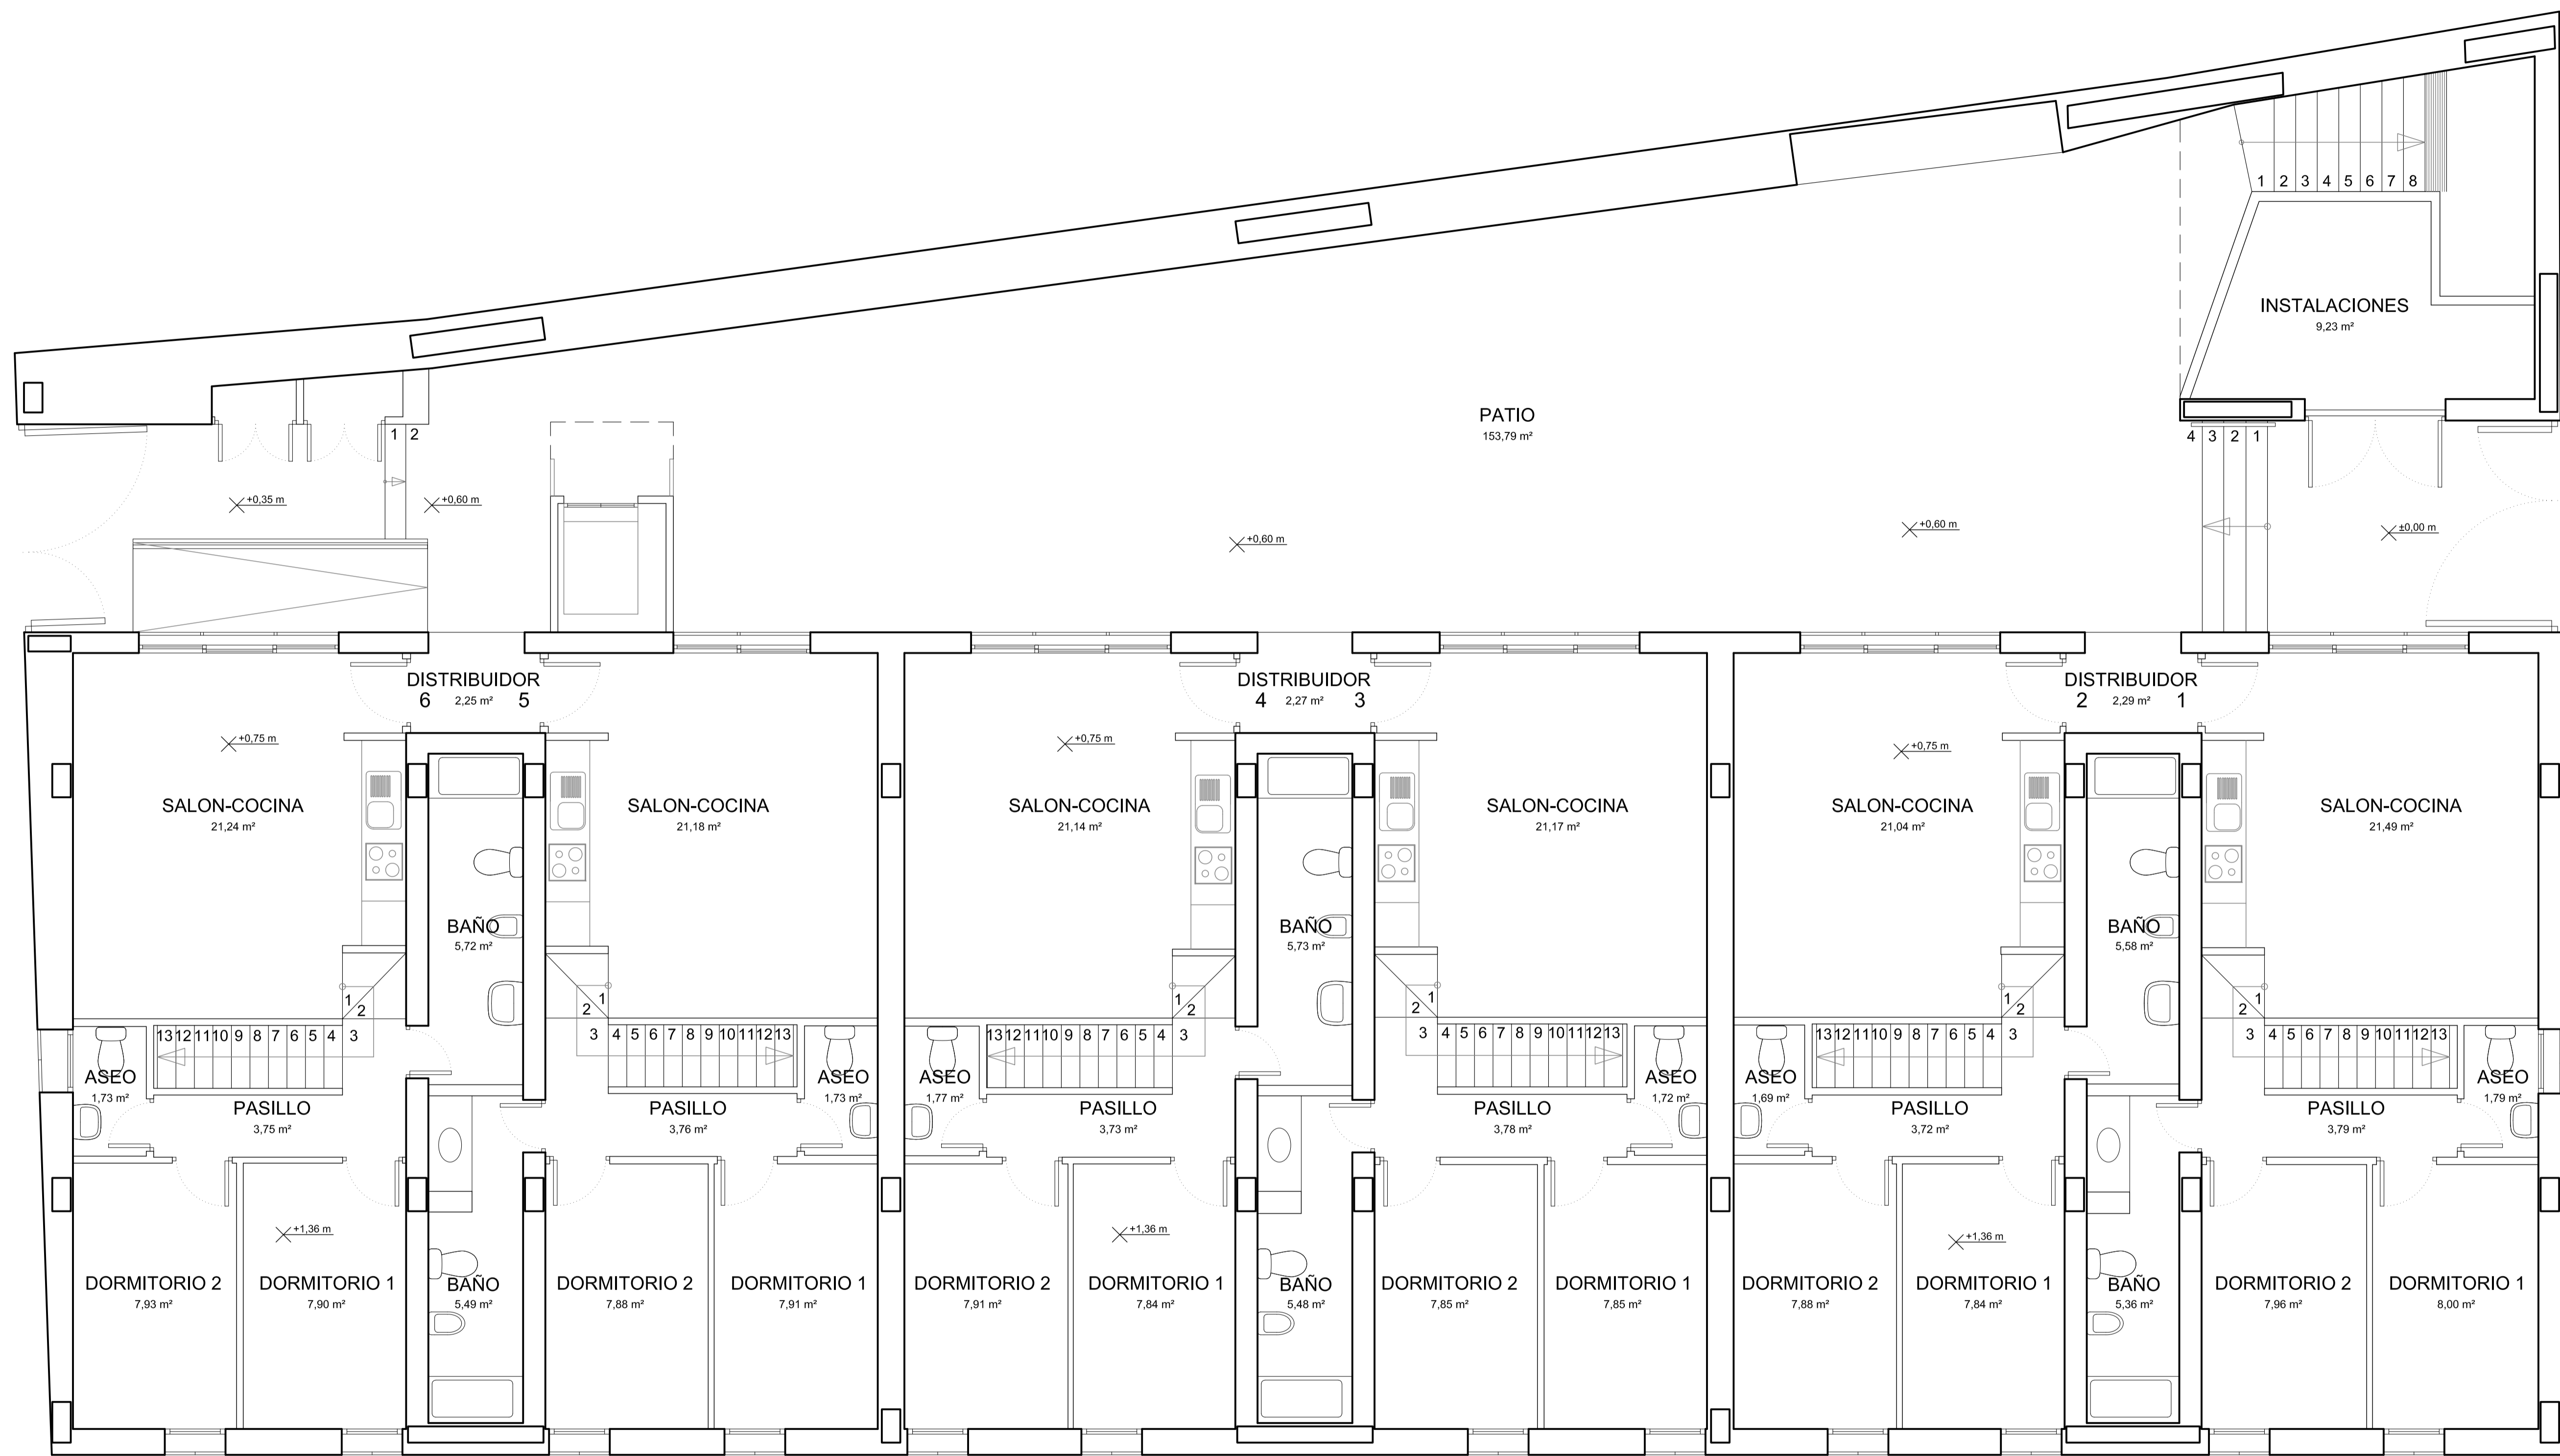 1 2 3 4 5 6 7 8
INSTALACIONES
9,23 m²
PATIO
153,79 m²
1 2
4 3 2 1
+0,35 m
+0,60 m
+0,60 m
+0,60 m
±0,00 m
DISTRIBUIDOR
6 2,25 m² 5
DISTRIBUIDOR
4 2,27 m² 3
DISTRIBUIDOR
2 2,29 m² 1
+0,75 m
+0,75 m
+0,75 m
SALON-COCINA
21,24 m²
SALON-COCINA
21,18 m²
SALON-COCINA
21,14 m²
SALON-COCINA
21,17 m²
SALON-COCINA
21,04 m²
SALON-COCINA
21,49 m²
BAÑO
5,72 m²
BAÑO
5,73 m²
BAÑO
5,58 m²
1
2
1
2
1
2
1
2
1
2
1
2
13 12 11 10 9 8 7 6 5 4 3
3 4 5 6 7 8 9 10 11 12 13
13 12 11 10 9 8 7 6 5 4 3
3 4 5 6 7 8 9 10 11 12 13
13 12 11 10 9 8 7 6 5 4 3
3 4 5 6 7 8 9 10 11 12 13
ASEO
1,73 m²
ASEO
1,73 m²
ASEO
1,77 m²
ASEO
1,72 m²
ASEO
1,69 m²
ASEO
1,79 m²
PASILLO
3,75 m²
PASILLO
3,76 m²
PASILLO
3,73 m²
PASILLO
3,78 m²
PASILLO
3,72 m²
PASILLO
3,79 m²
+1,36 m
+1,36 m
+1,36 m
DORMITORIO 2
7,93 m²
DORMITORIO 1
7,90 m²
BAÑO
5,49 m²
DORMITORIO 2
7,88 m²
DORMITORIO 1
7,91 m²
DORMITORIO 2
7,91 m²
DORMITORIO 1
7,84 m²
BAÑO
5,48 m²
DORMITORIO 2
7,85 m²
DORMITORIO 1
7,85 m²
DORMITORIO 2
7,88 m²
DORMITORIO 1
7,84 m²
BAÑO
5,36 m²
DORMITORIO 2
7,96 m²
DORMITORIO 1
8,00 m²